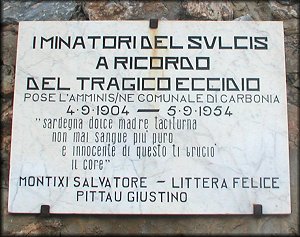 I MINATORI DEL SVLCIS
A RICORDO
DEL TRAGICO ECCIDIO
POSE L'AMMINIS/NE COMUNALE DI CARBONIA
4-9-1904 — 5-9-1954
"sardegna dolce madre taciturna
non mai sangue più puro
e innocente di questo ti bruciò
il core"
MONTIXI SALVATORE — LITTERA FELICE
PITTAU GIUSTINO